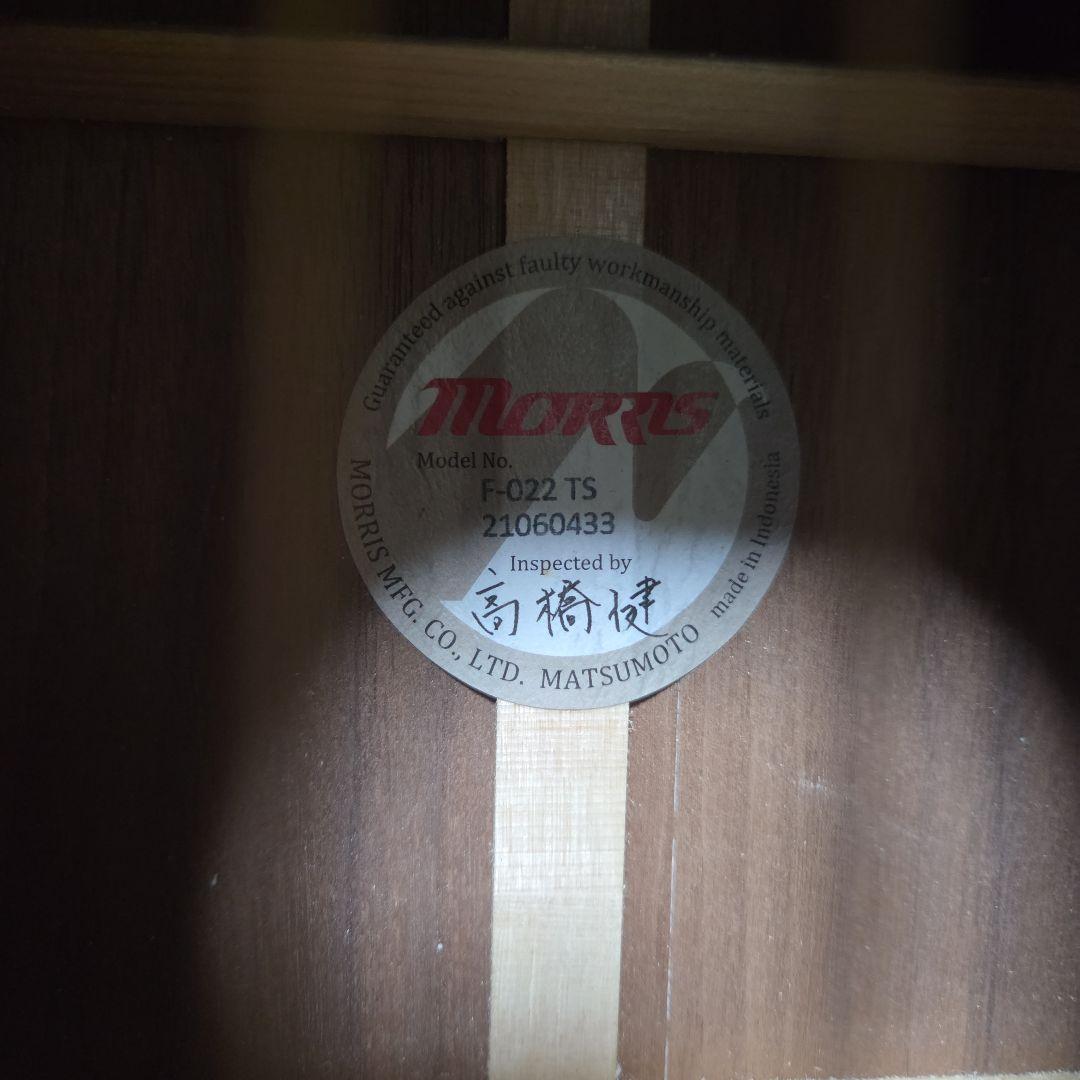 Guaranteed against faulty workmanship materials
MORRIS
Model No.
F-022 TS
21060433
Inspected by
高橋健
MORRIS MFG. CO., LTD. MATSUMOTO made in Indonesia